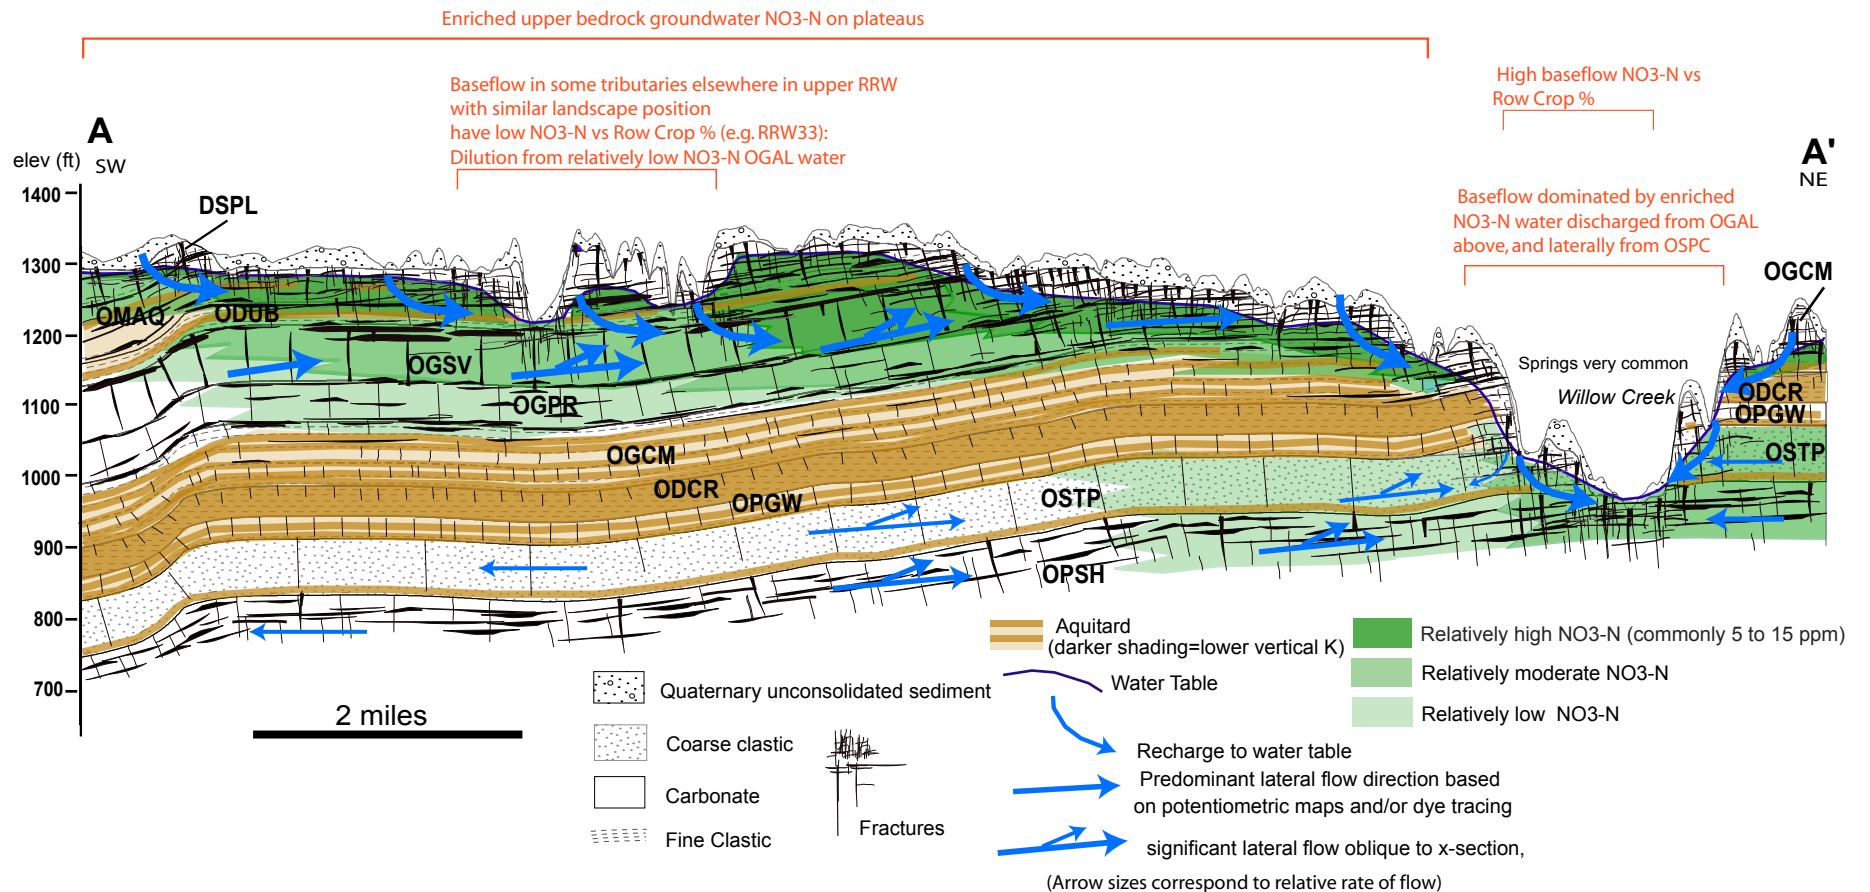 Enriched upper bedrock groundwater NO3-N on plateaus
Baseflow in some tributaries elsewhere in upper RRW
with similar landscape position
have low NO3-N vs Row Crop % (e.g. RRW33):
Dilution from relatively low NO3-N OGAL water
High baseflow NO3-N vs
Row Crop %
A
elev (ft)
SW
A'
NE
Baseflow dominated by enriched
NO3-N water discharged from OGAL
above, and laterally from OSPC
1400
1300
1200
1100
1000
900
800
700
DSPL
OMAQ
ODUB
OGSV
OGPR
OGCM
ODCR
OPGW
OSTP
OPSH
Springs very common
Willow Creek
OGCM
ODCR
OPGW
OSTP
2 miles
Quaternary unconsolidated sediment
Coarse clastic
Carbonate
Fine Clastic
Fractures
Aquitard
(darker shading=lower vertical K)
Water Table
Recharge to water table
Predominant lateral flow direction based
on potentiometric maps and/or dye tracing
significant lateral flow oblique to x-section,
(Arrow sizes correspond to relative rate of flow)
Relatively high NO3-N (commonly 5 to 15 ppm)
Relatively moderate NO3-N
Relatively low NO3-N